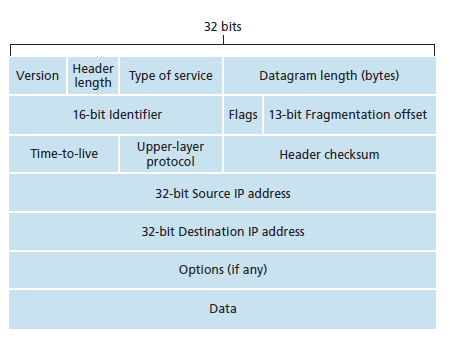 32 bits
Version
Header
length
Type of service
Datagram length (bytes)
16-bit Identifier
Flags
13-bit Fragmentation offset
Time-to-live
Upper-layer
protocol
Header checksum
32-bit Source IP address
32-bit Destination IP address
Options (if any)
Data